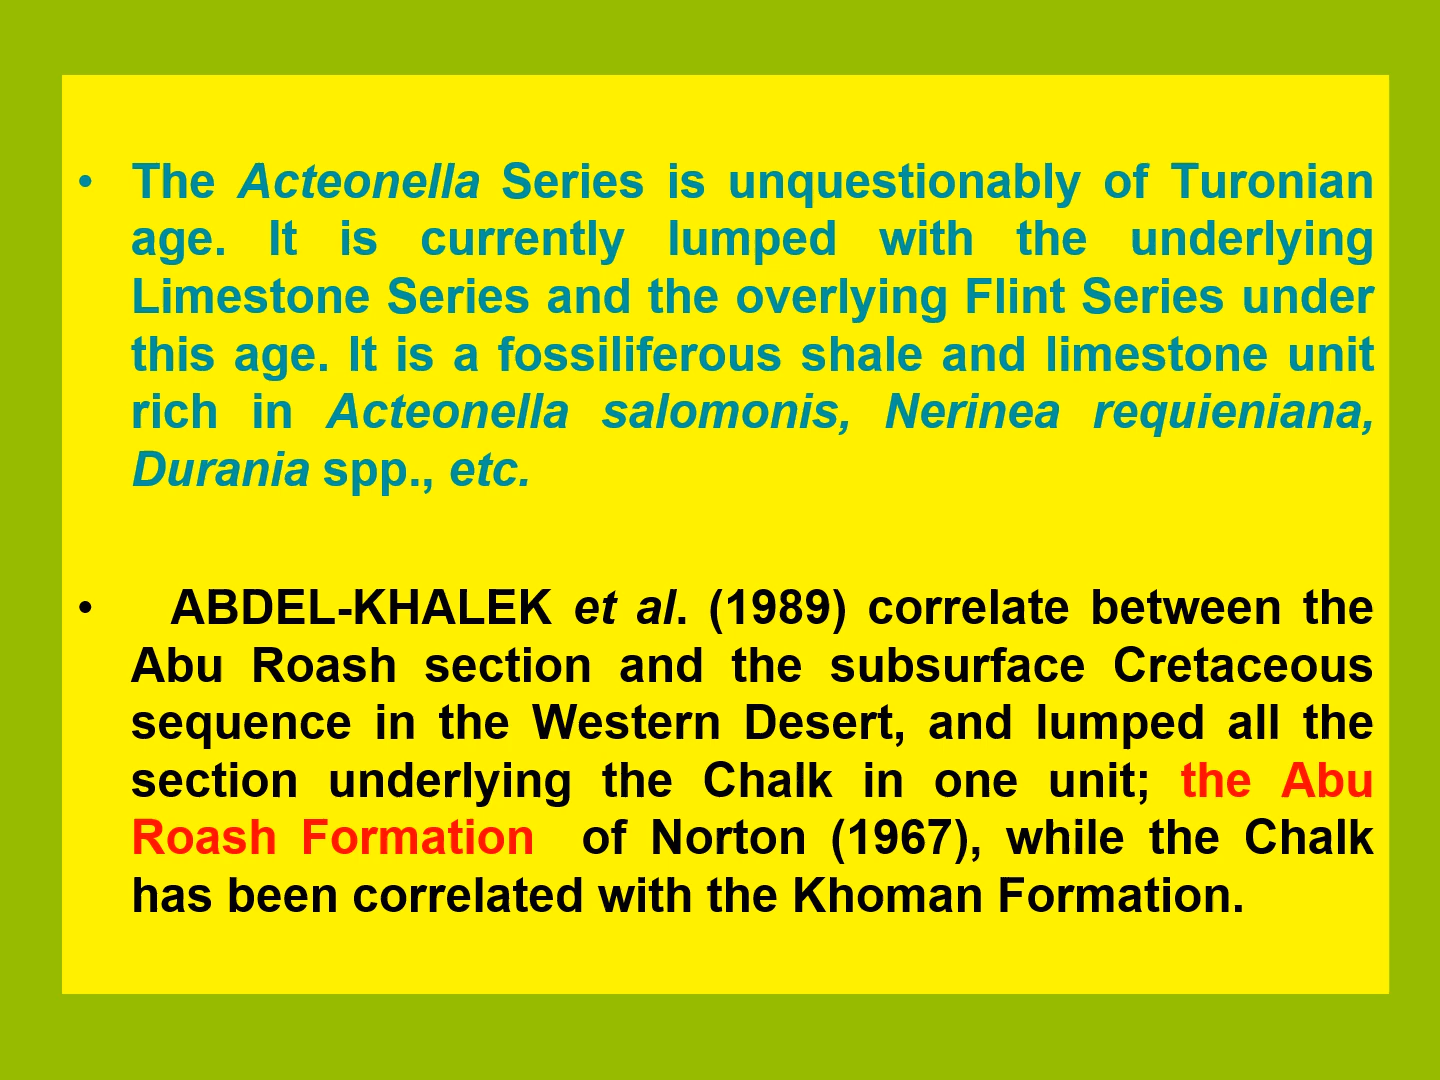 • The Acteonella Series is unquestionably of Turonian
age. It is currently lumped with the underlying
Limestone Series and the overlying Flint Series under
this age. It is a fossiliferous shale and limestone unit
rich in Acteonella salomonis, Nerinea requieniana,
Durania spp., etc.
• ABDEL-KHALEK et al. (1989) correlate between the
Abu Roash section and the subsurface Cretaceous
sequence in the Western Desert, and lumped all the
section underlying the Chalk in one unit; the Abu
Roash Formation of Norton (1967), while the Chalk
has been correlated with the Khoman Formation.